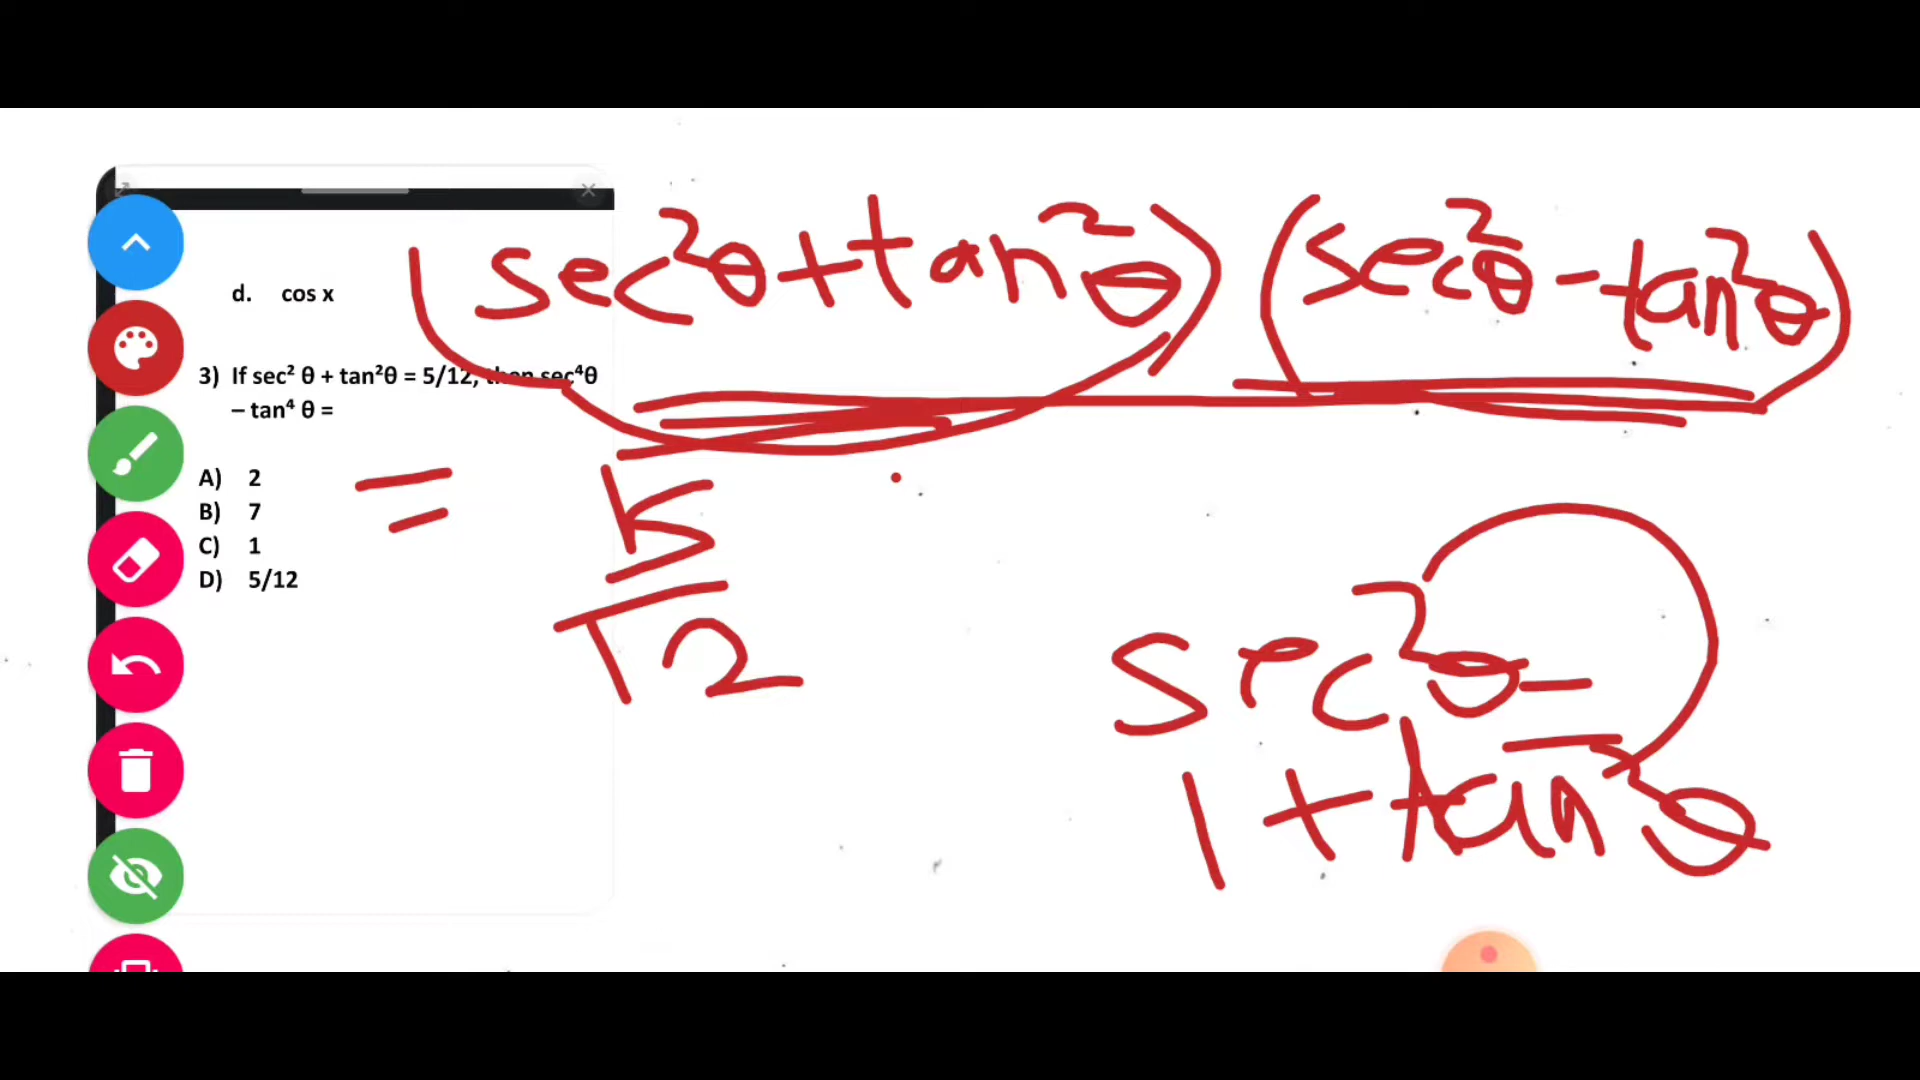 d. cos x
3) If sec² θ + tan²θ = 5/12, then sec⁴θ
– tan⁴ θ =
A) 2
B) 7
C) 1
D) 5/12
(sec²θ+tan²θ) (sec²θ-tan²θ)
= 5/12
sec²θ=
1+tan²θ